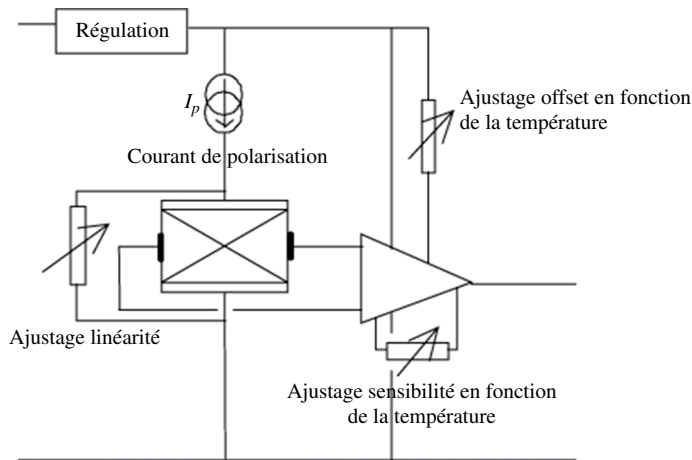 Régulation
Ip
Ajustage offset en fonction
de la température
Courant de polarisation
Ajustage linéarité
Ajustage sensibilité en fonction
de la température